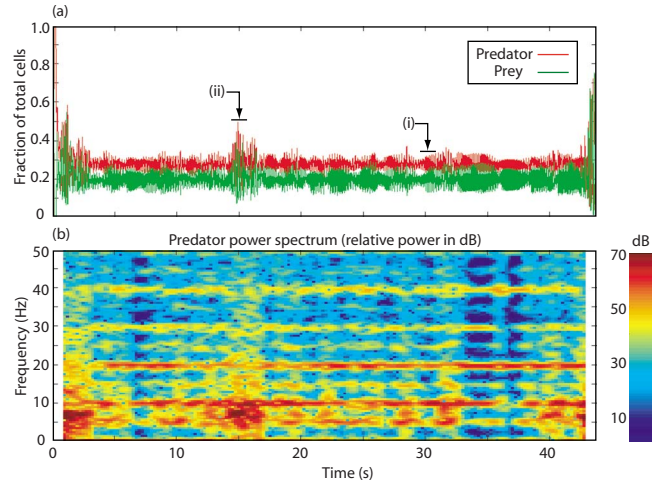 (a)
1.0
0.8
0.6
0.4
0.2
0
Fraction of total cells
Predator
Prey
(ii)
(i)
(b)
Predator power spectrum (relative power in dB)
dB
50
40
30
20
10
0
Frequency (Hz)
70
50
30
10
0
10
20
30
40
Time (s)